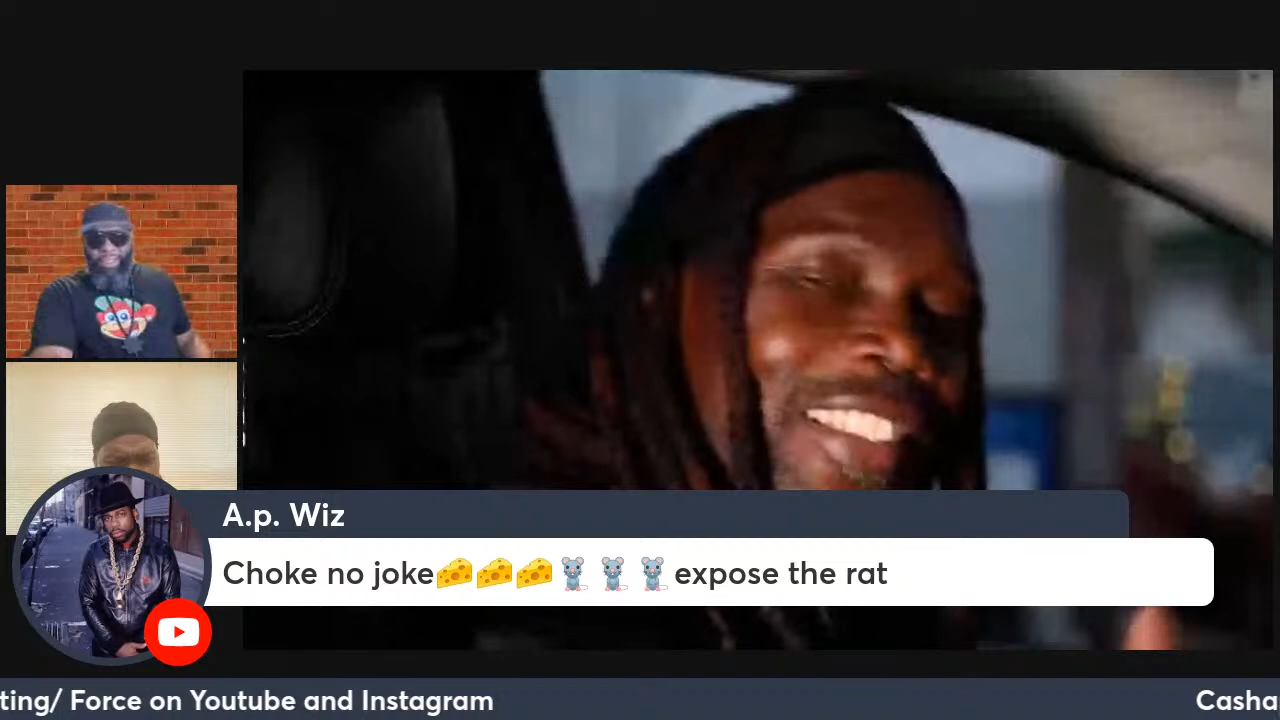 A.p. Wiz
Choke no joke🧀🧀🧀🐁🐁🐁expose the rat
ting/ Force on Youtube and Instagram
Casha